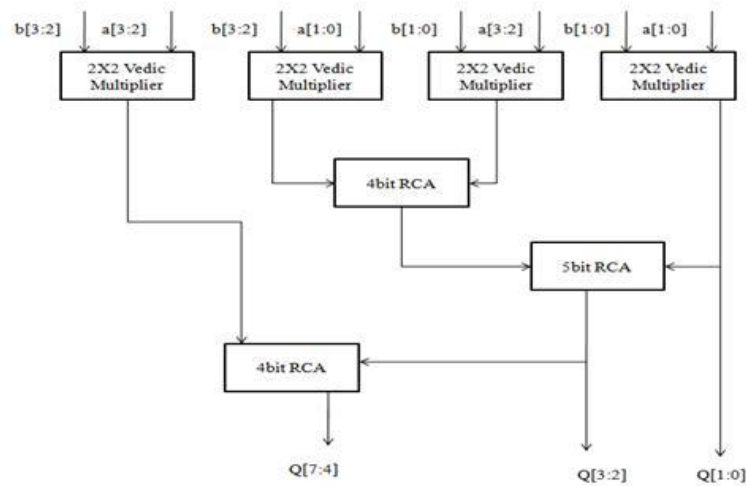 b[3:2] a[3:2] b[3:2] a[1:0] b[1:0] a[3:2] b[1:0] a[1:0]
2X2 Vedic
Multiplier
2X2 Vedic
Multiplier
2X2 Vedic
Multiplier
2X2 Vedic
Multiplier
4bit RCA
5bit RCA
4bit RCA
Q[7:4]
Q[3:2]
Q[1:0]